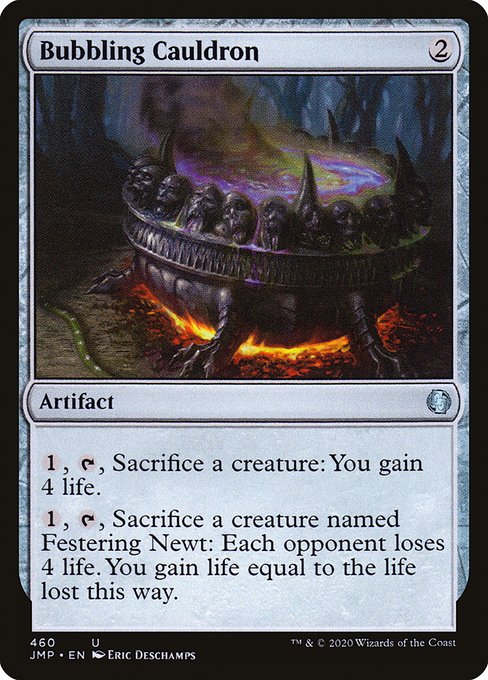 Bubbling Cauldron 2
Artifact
1, T, Sacrifice a creature: You gain
4 life.
1, T, Sacrifice a creature named
Festering Newt: Each opponent loses
4 life. You gain life equal to the life
lost this way.
460 U ™ & © 2020 Wizards of the Coast
JMP • EN Eric Deschamps